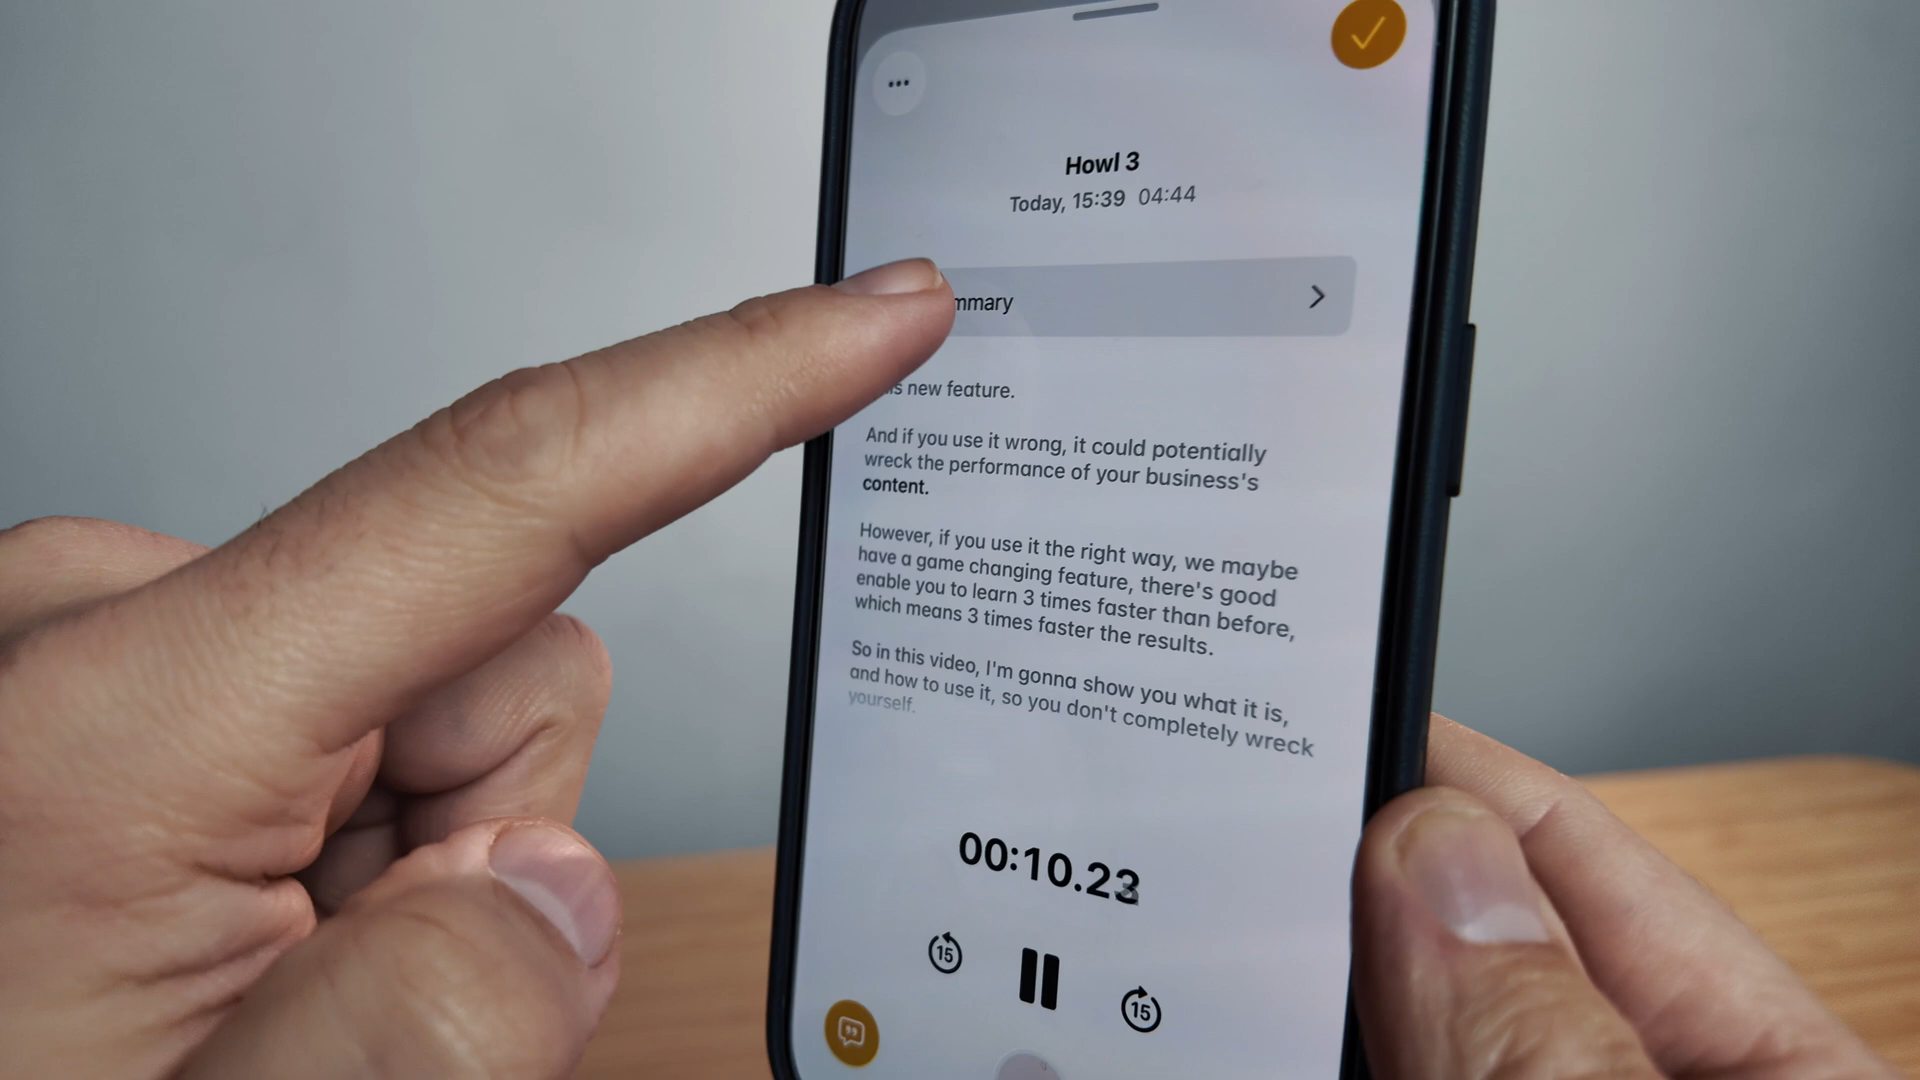 Howl 3
Today, 15:39 04:44
new feature.
And if you use it wrong, it could potentially
wreck the performance of your business's
content.
However, if you use it the right way, we maybe
have a game changing feature, there's good
enable you to learn 3 times faster than before,
which means 3 times faster the results.
So in this video, I'm gonna show you what it is,
and how to use it, so you don't completely wreck
yourself.
00:10.23
15
15